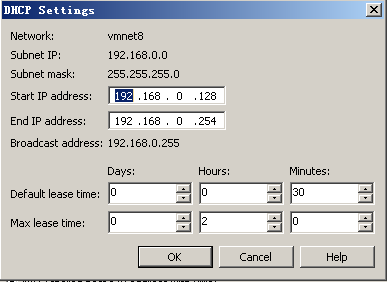 DHCP Settings
Network: vmnet8
Subnet IP: 192.168.0.0
Subnet mask: 255.255.255.0
Start IP address: 192 .168 . 0 .128
End IP address: 192 .168 . 0 .254
Broadcast address: 192.168.0.255
Days: Hours: Minutes:
Default lease time: 0 0 30
Max lease time: 0 2 0
OK Cancel Help